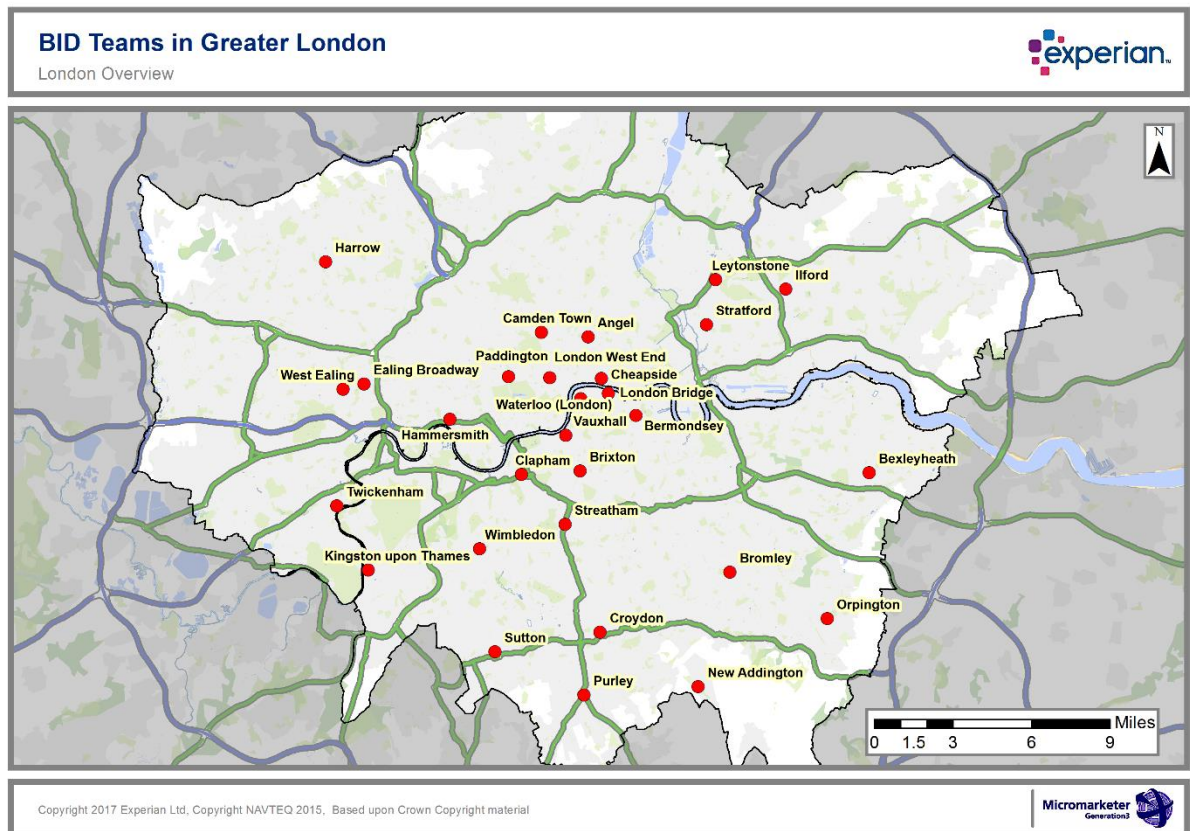 BID Teams in Greater London
London Overview
experian™
N
Harrow
Leytonstone
Ilford
Stratford
Camden Town
Angel
Paddington
London West End
Ealing Broadway
Cheapside
West Ealing
London Bridge
Waterloo (London)
Vauxhall
Bermondsey
Hammersmith
Clapham
Brixton
Bexleyheath
Twickenham
Streatham
Wimbledon
Kingston upon Thames
Bromley
Orpington
Croydon
Sutton
New Addington
Purley
Miles
0 1.5 3 6 9
Copyright 2017 Experian Ltd, Copyright NAVTEQ 2015, Based upon Crown Copyright material
Micromarketer
Generation3